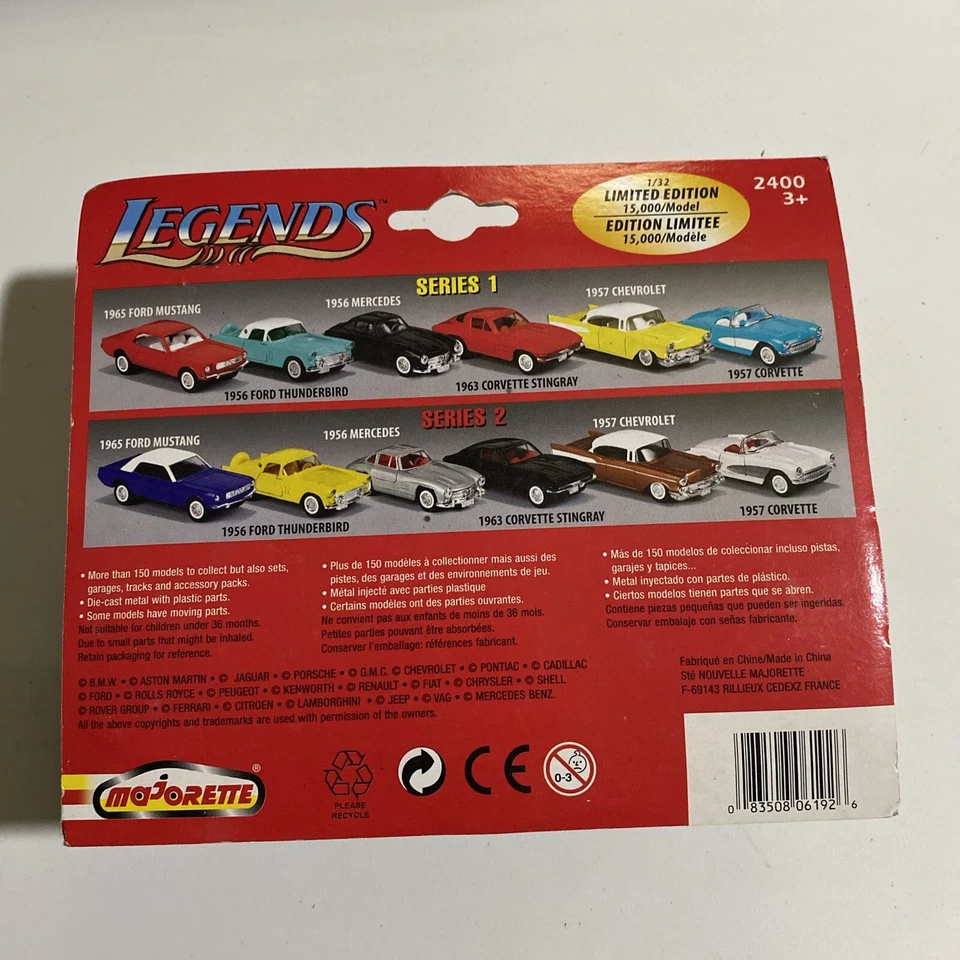 LEGENDS™
1/32
LIMITED EDITION
15,000/Model
EDITION LIMITEE
15,000/Modèle
2400
3+
SERIES 1
1965 FORD MUSTANG
1956 MERCEDES
1957 CHEVROLET
1956 FORD THUNDERBIRD
1963 CORVETTE STINGRAY
1957 CORVETTE
SERIES 2
1965 FORD MUSTANG
1956 MERCEDES
1957 CHEVROLET
1956 FORD THUNDERBIRD
1963 CORVETTE STINGRAY
1957 CORVETTE
• More than 150 models to collect but also sets,
garages, tracks and accessory packs.
• Die-cast metal with plastic parts.
• Some models have moving parts.
Not suitable for children under 36 months.
Due to small parts that might be inhaled.
Retain packaging for reference.
• Plus de 150 modèles à collectionner mais aussi des
pistes, des garages et des environnements de jeu.
• Métal injecté avec parties plastique
• Certains modèles ont des parties ouvrantes.
Ne convient pas aux enfants de moins de 36 mois.
Petites parties pouvant être absorbées.
Conserver l'emballage: références fabricant.
• Màs de 150 modelos de coleccionar incluso pistas,
garajes y tapices...
• Metal inyectado con partes de plástico.
• Ciertos modelos tienen partes que se abren.
Contiene piezas pequeñas que pueden ser ingeridas.
Conservar embalaje con señas fabricante.
© B.M.W. • © ASTON MARTIN • © JAGUAR • © PORSCHE • © G.M.C. © CHEVROLET • © PONTIAC • © CADILLAC
© FORD • © ROLLS ROYCE • © PEUGEOT • © KENWORTH • © RENAULT • © FIAT • © CHRYSLER • © SHELL
© ROVER GROUP • © FERRARI • © CITROEN • © LAMBORGHINI • © JEEP • © VAG • © MERCEDES BENZ.
All the above copyrights and trademarks are used with permission of the owners.
Fabriqué en Chine/Made in China
Sté NOUVELLE MAJORETTE
F-69143 RILLIEUX CEDEXZ FRANCE
MAJORETTE®
PLEASE
RECYCLE
CE
0-3
0 83508 06192 6